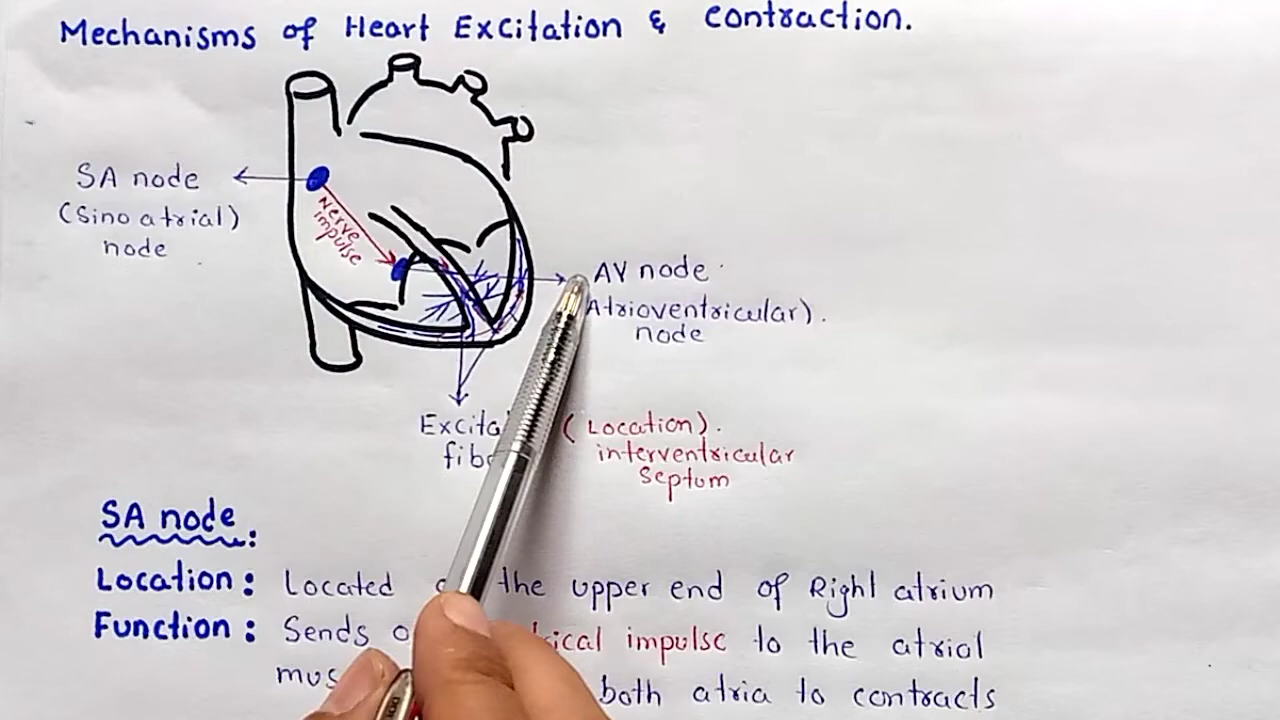 Mechanisms of Heart Excitation & contraction.
SA node
(Sino atrial)
node
Nerve
impulse
AV node
Atrioventricular).
node
(Location).
interventricular
Septum
SA node :
Location : Located the upper end of Right atrium
Function : Sends impulse to the atrial
both atria to contracts